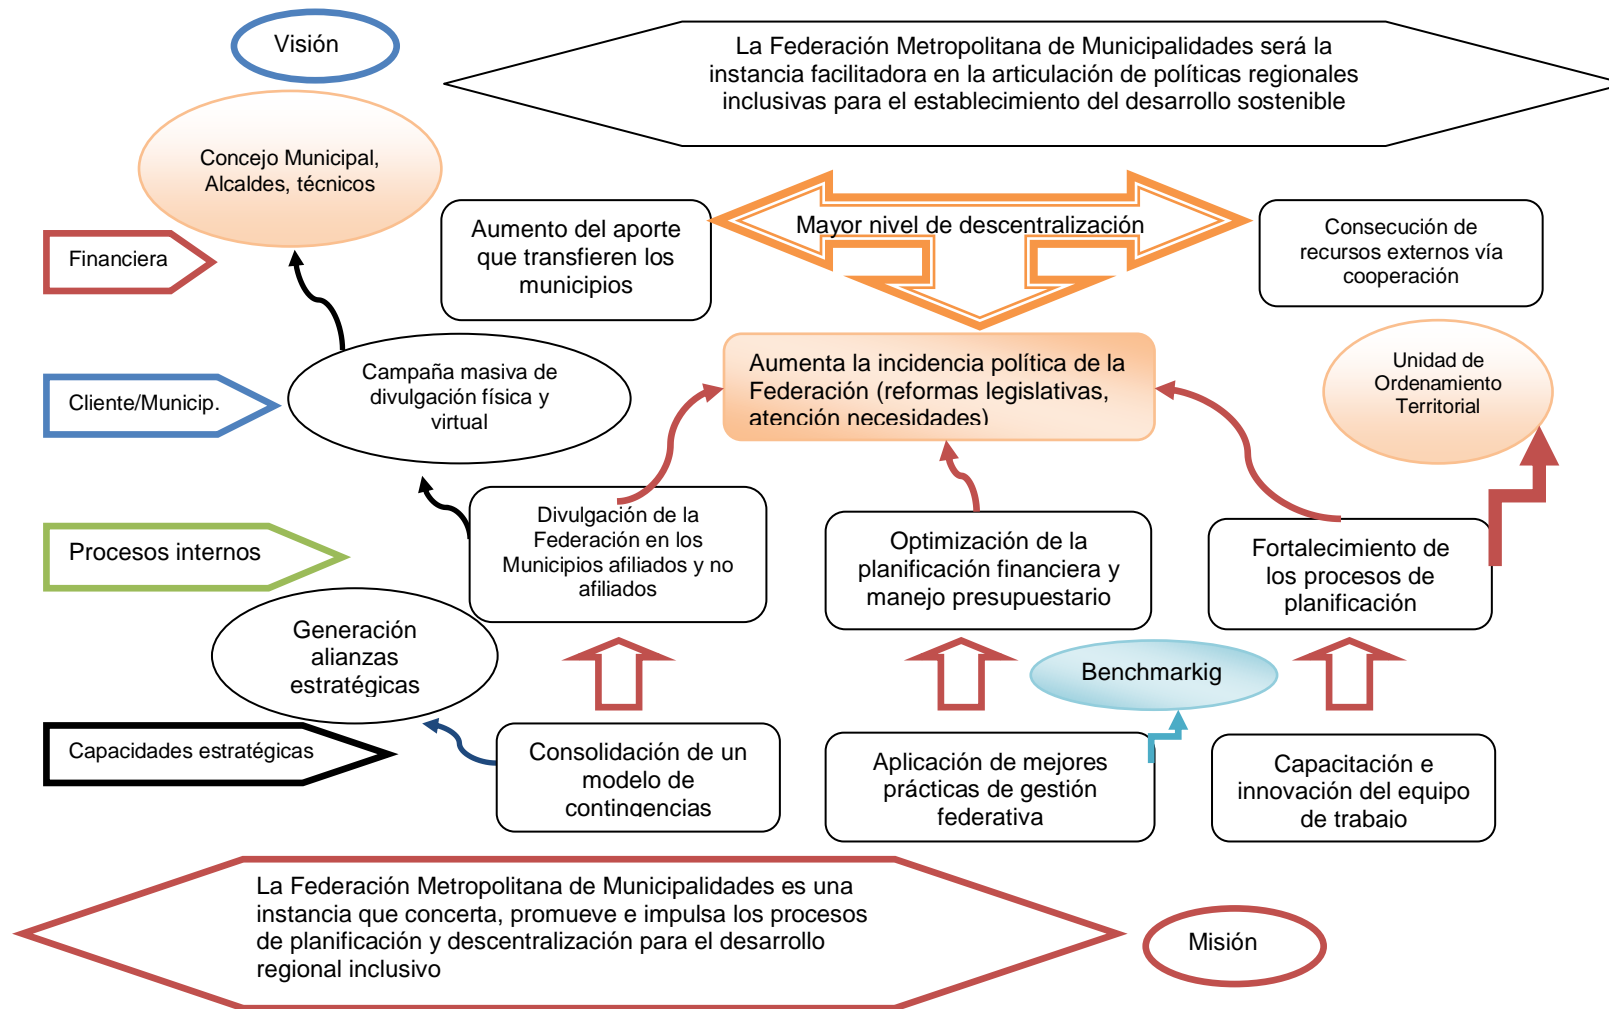 Visión
La Federación Metropolitana de Municipalidades será la
instancia facilitadora en la articulación de políticas regionales
inclusivas para el establecimiento del desarrollo sostenible
Concejo Municipal,
Alcaldes, técnicos
Financiera
Aumento del aporte
que transfieren los
municipios
Mayor nivel de descentralización
Consecución de
recursos externos vía
cooperación
Cliente/Municip.
Campaña masiva de
divulgación física y
virtual
Aumenta la incidencia política de la
Federación (reformas legislativas,
atención necesidades)
Unidad de
Ordenamiento
Territorial
Procesos internos
Divulgación de la
Federación en los
Municipios afiliados y no
afiliados
Optimización de la
planificación financiera y
manejo presupuestario
Fortalecimiento de
los procesos de
planificación
Generación
alianzas
estratégicas
Benchmarkig
Capacidades estratégicas
Consolidación de un
modelo de
contingencias
Aplicación de mejores
prácticas de gestión
federativa
Capacitación e
innovación del equipo
de trabajo
La Federación Metropolitana de Municipalidades es una
instancia que concerta, promueve e impulsa los procesos
de planificación y descentralización para el desarrollo
regional inclusivo
Misión